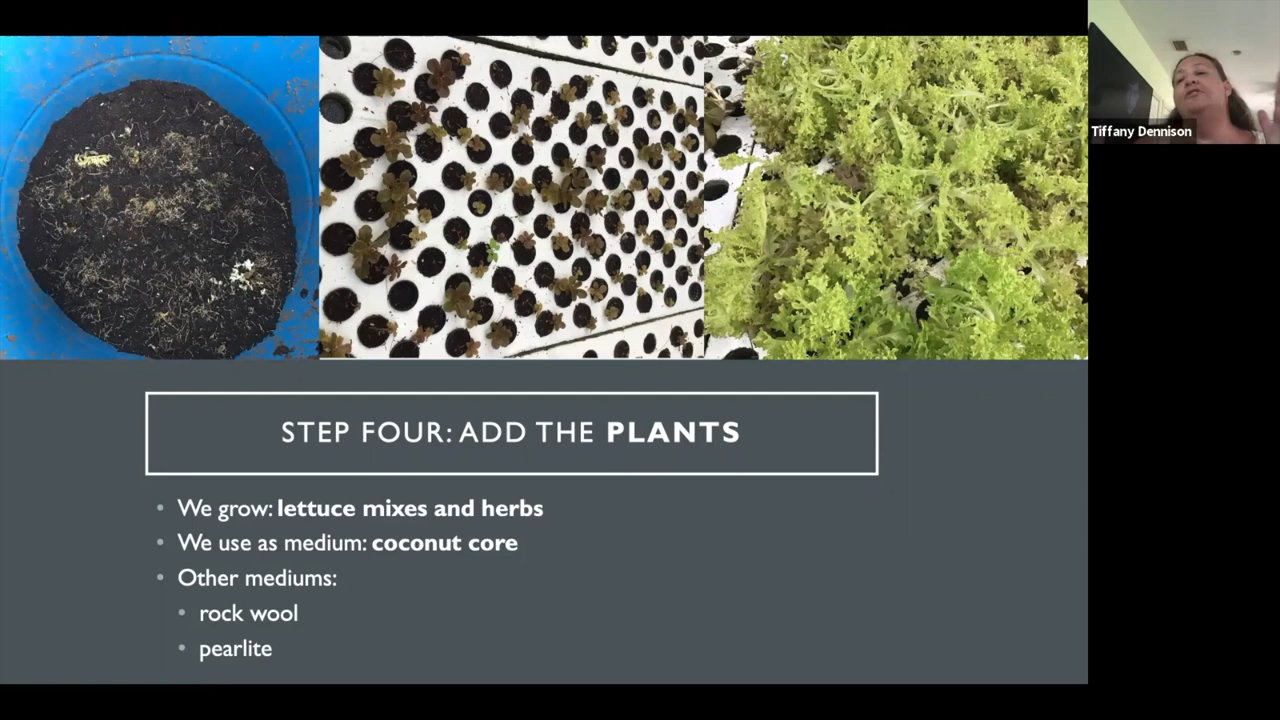 Tiffany Dennison
STEP FOUR: ADD THE PLANTS
• We grow: lettuce mixes and herbs
• We use as medium: coconut core
• Other mediums:
• rock wool
• pearlite